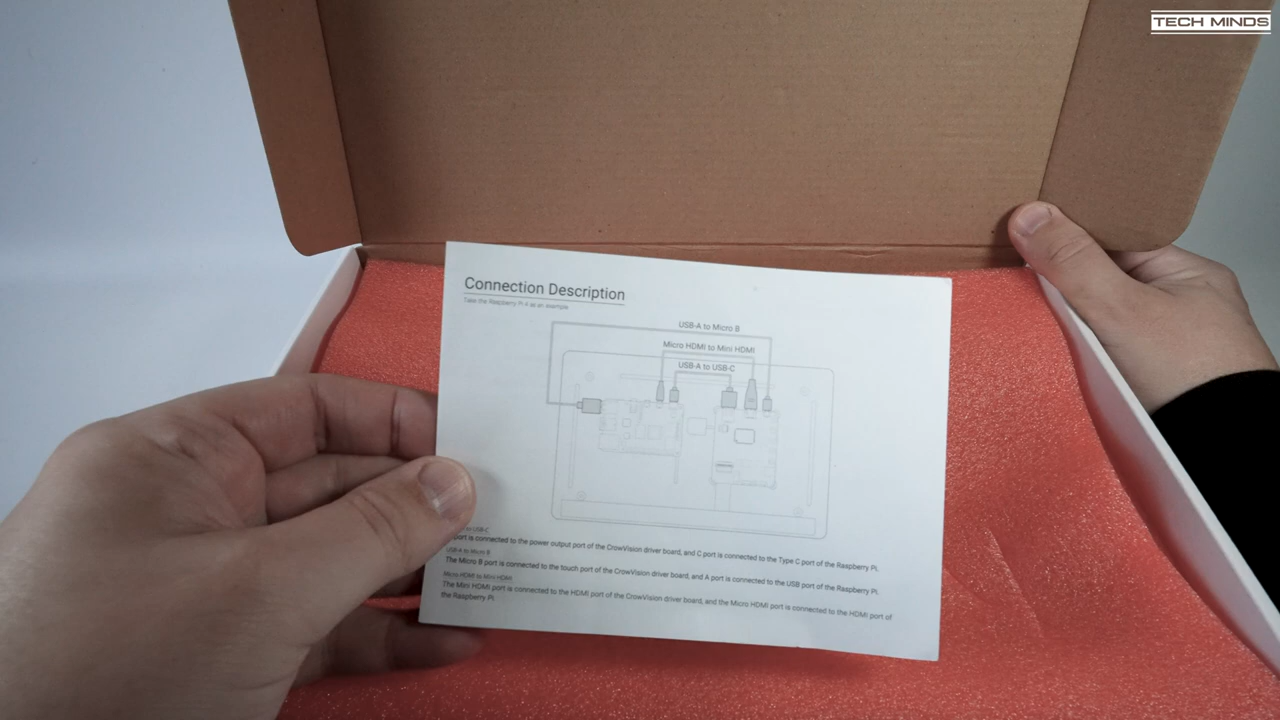 TECH MINDS
Connection Description
Take the Raspberry Pi 4 as an example
USB-A to Micro B
Micro HDMI to Mini HDMI
USB-A to USB-C
USB-C
port is connected to the power output port of the CrowVision driver board, and C port is connected to the Type C port of the Raspberry Pi.
USB-A to Micro B
The Micro B port is connected to the touch port of the CrowVision driver board, and A port is connected to the USB port of the Raspberry Pi.
Micro HDMI to Mini HDMI
The Mini HDMI port is connected to the HDMI port of the CrowVision driver board, and the Micro HDMI port is connected to the HDMI port of
the Raspberry Pi.